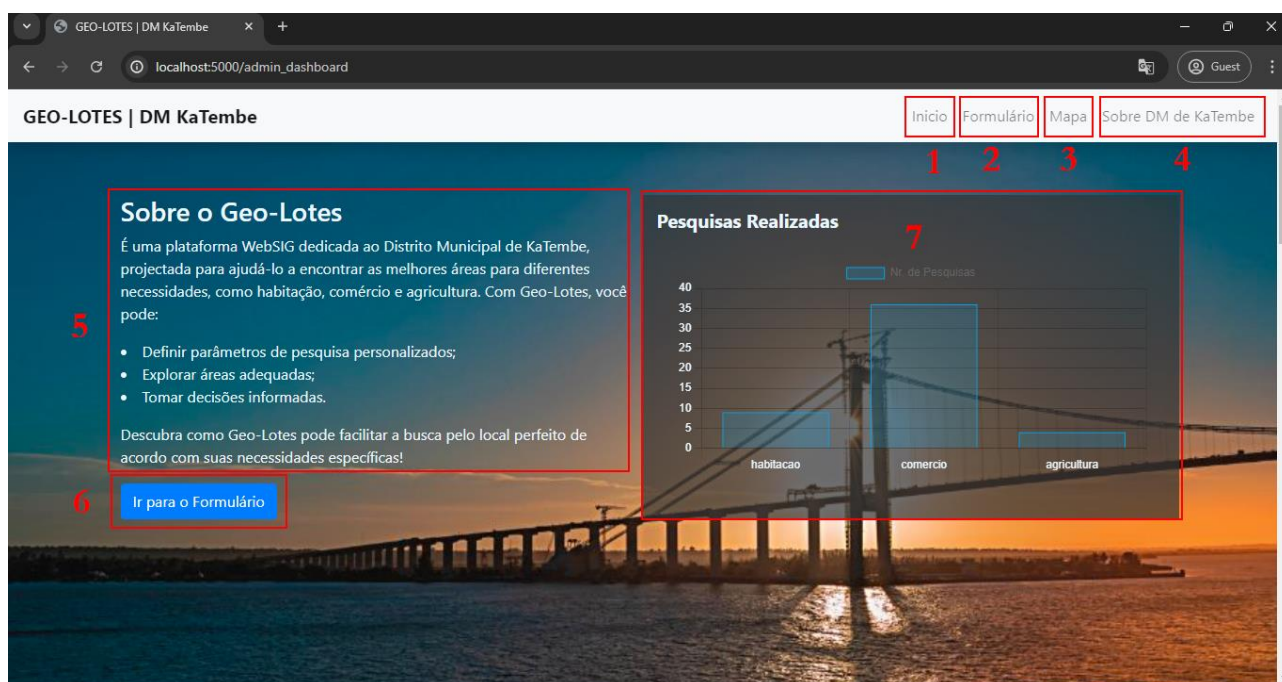 GEO-LOTES | DM KaTembe
localhost:5000/admin_dashboard
Guest
GEO-LOTES | DM KaTembe
Inicio Formulário Mapa Sobre DM de KaTembe
1 2 3 4
Sobre o Geo-Lotes
É uma plataforma WebSIG dedicada ao Distrito Municipal de KaTembe,
projectada para ajudá-lo a encontrar as melhores áreas para diferentes
necessidades, como habitação, comércio e agricultura. Com Geo-Lotes, você
pode:
5
• Definir parâmetros de pesquisa personalizados;
• Explorar áreas adequadas;
• Tomar decisões informadas.
Descubra como Geo-Lotes pode facilitar a busca pelo local perfeito de
acordo com suas necessidades específicas!
6
Ir para o Formulário
Pesquisas Realizadas
7
Nr. de Pesquisas
40
35
30
25
20
15
10
5
0
habitacao comercio agricultura